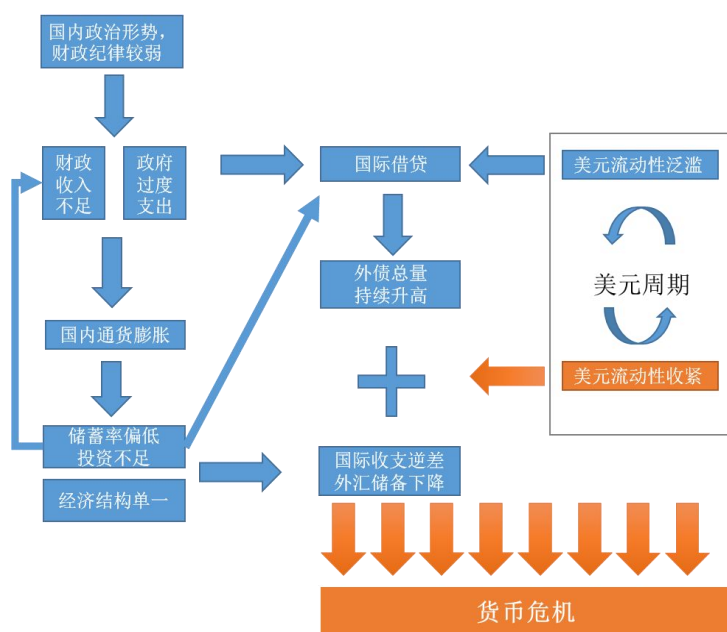 国内政治形势，
财政纪律较弱
财政
收入
不足
政府
过度
支出
国际借贷
美元流动性泛滥
外债总量
持续升高
美元周期
国内通货膨胀
美元流动性收紧
储蓄率偏低
投资不足
国际收支逆差
外汇储备下降
经济结构单一
货币危机